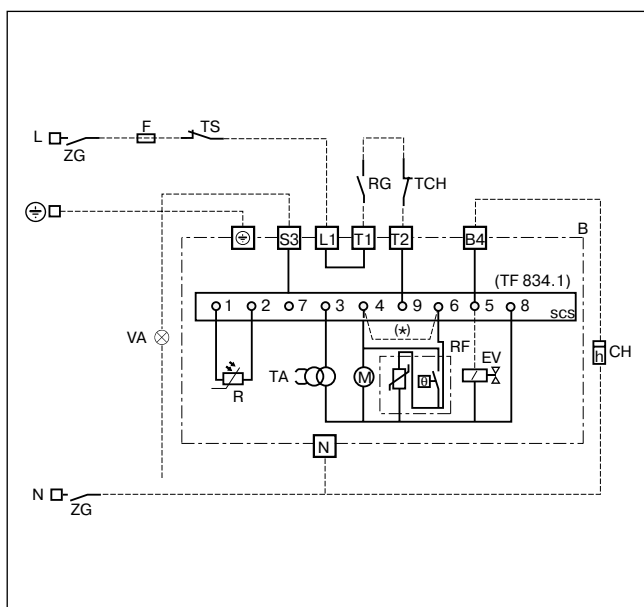 L
ZG
F
TS
RG
TCH
S3
L1
T1
T2
B4
B
(TF 834.1)
1
2
7
3
4
9
6
5
8
SCS
(*)
VA
R
TA
M
θ
RF
EV
h
CH
N
N
ZG